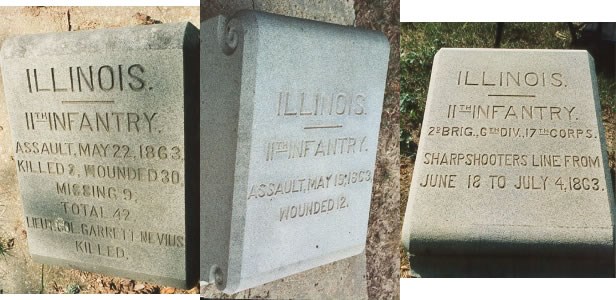 ILLINOIS.
11TH INFANTRY.
ASSAULT, MAY 22, 1863,
KILLED 2, WOUNDED 30,
MISSING 9,
TOTAL 42.
LIEUT. COL. GARRETT NEVIUS
KILLED.
ILLINOIS.
11TH INFANTRY.
ASSAULT, MAY 19, 1863,
WOUNDED 12.
ILLINOIS.
11TH INFANTRY.
2D BRIG., 6TH DIV., 17TH CORPS.
SHARPSHOOTERS LINE FROM
JUNE 18 TO JULY 4, 1863.